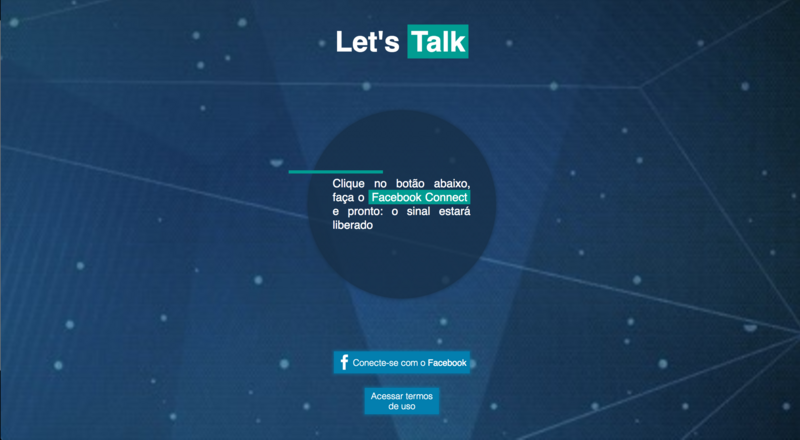 Let's Talk
Clique no botão abaixo,
faça o Facebook Connect
e pronto: o sinal estará
liberado
Conecte-se com o Facebook
Acessar termos
de uso